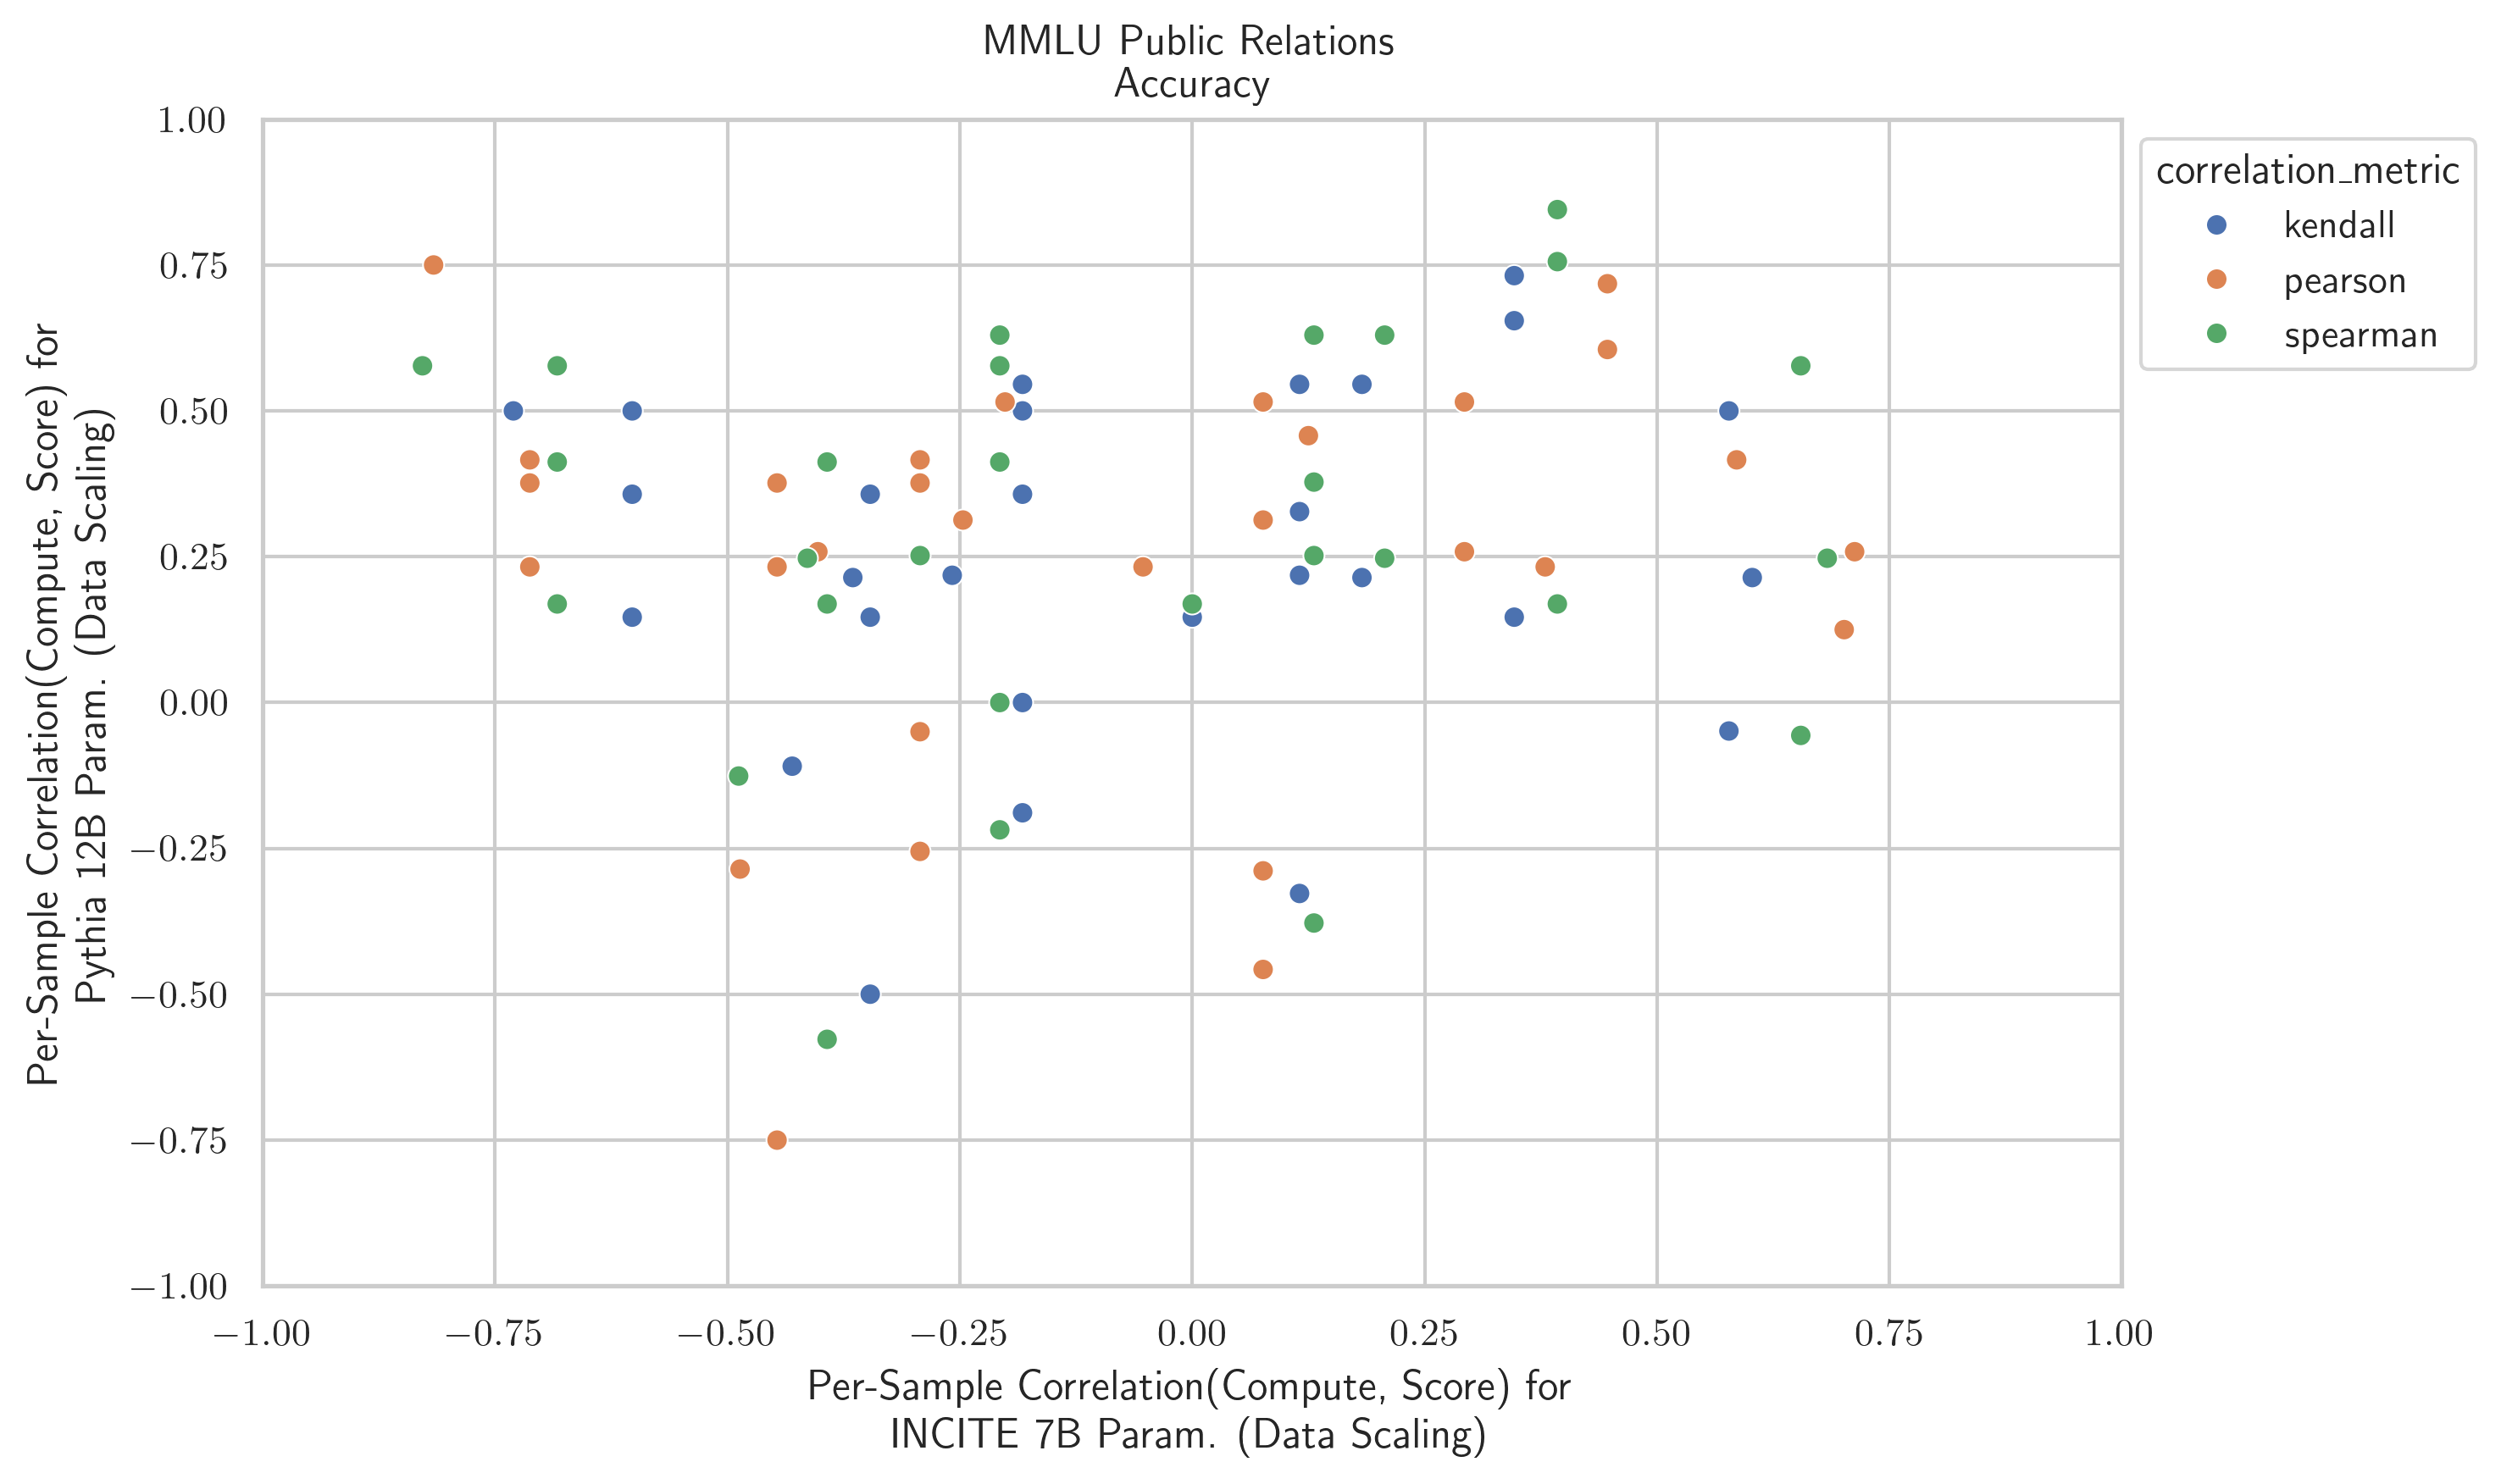 MMLU Public Relations
Accuracy
Per-Sample Correlation(Compute, Score) for
Pythia 12B Param. (Data Scaling)
1.00
0.75
0.50
0.25
0.00
−0.25
−0.50
−0.75
−1.00
−1.00 −0.75 −0.50 −0.25 0.00 0.25 0.50 0.75 1.00
Per-Sample Correlation(Compute, Score) for
INCITE 7B Param. (Data Scaling)
correlation_metric
kendall
pearson
spearman